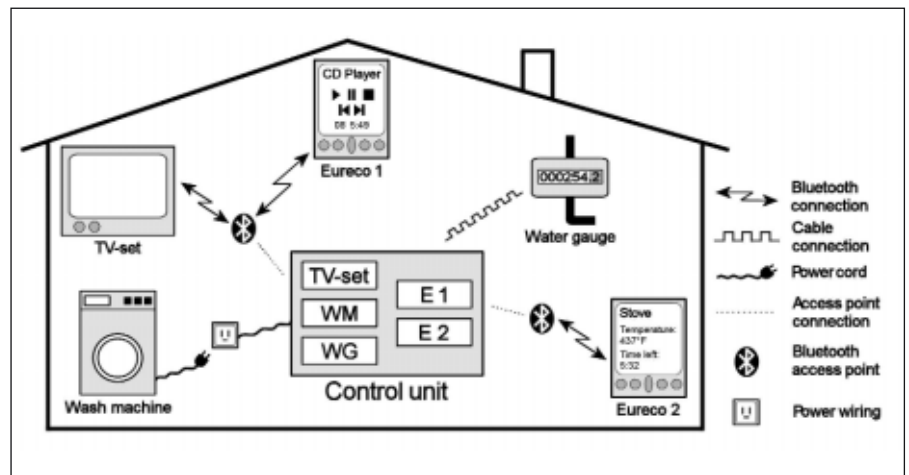 CD Player
08 5:49
Eureco 1
TV-set
000254.2
Water gauge
Wash machine
TV-set
WM
WG
E 1
E 2
Control unit
Stove
Temperature:
437°F
Time left:
5:32
Eureco 2
Bluetooth
connection
Cable
connection
Power cord
Access point
connection
Bluetooth
access point
Power wiring